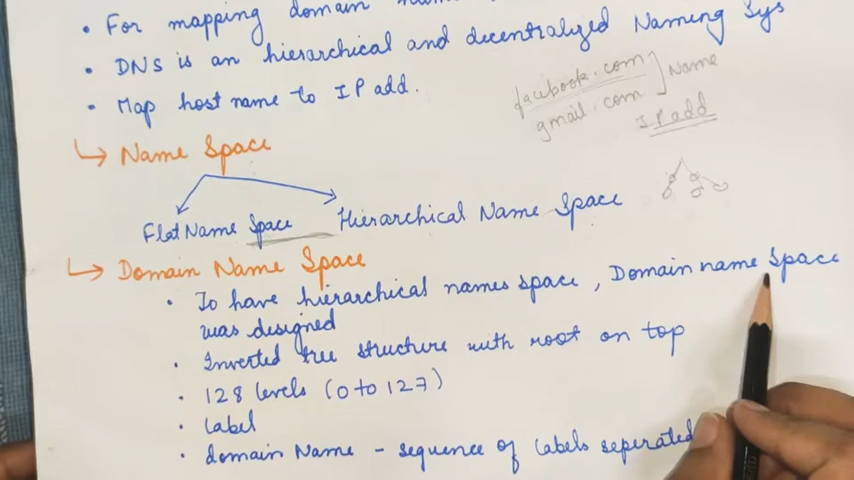 • For mapping domain
• DNS is an hierarchical and decentralized Naming Sys
• Map host name to IP add.
facibook.com
gmail.com
] Name
IP add
↳ Name Space
Flat Name Space
Hierarchical Name Space
↳ Domain Name Space
• To have hierarchical names space, Domain name Space
was designed
• Inverted tree structure with root on top
• 128 levels (0 to 127)
• label
• domain Name - sequence of labels seperated